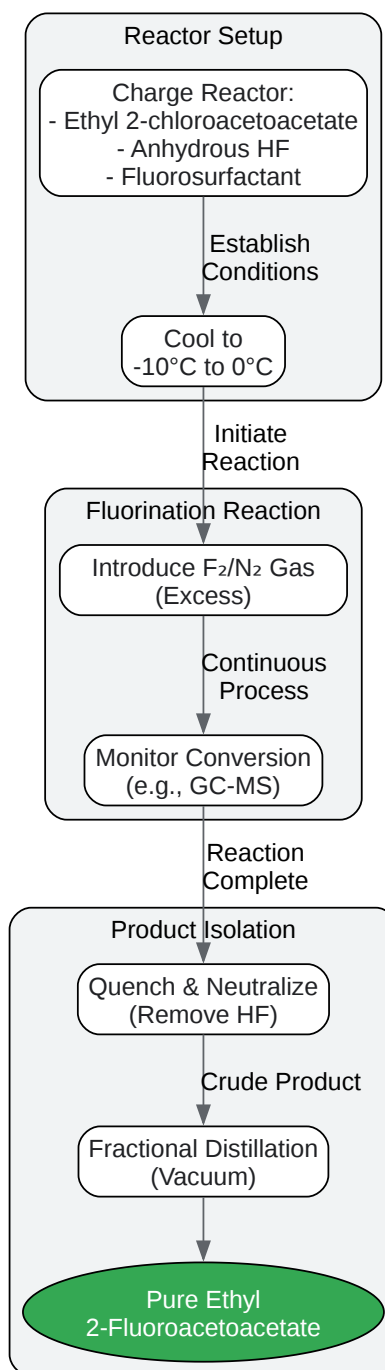 Reactor Setup
Charge Reactor:
- Ethyl 2-chloroacetoacetate
- Anhydrous HF
- Fluorosurfactant
Establish
Conditions
Cool to
-10°C to 0°C
Initiate
Reaction
Fluorination Reaction
Introduce F₂/N₂ Gas
(Excess)
Continuous
Process
Monitor Conversion
(e.g., GC-MS)
Reaction
Complete
Product Isolation
Quench & Neutralize
(Remove HF)
Crude Product
Fractional Distillation
(Vacuum)
Pure Ethyl
2-Fluoroacetoacetate